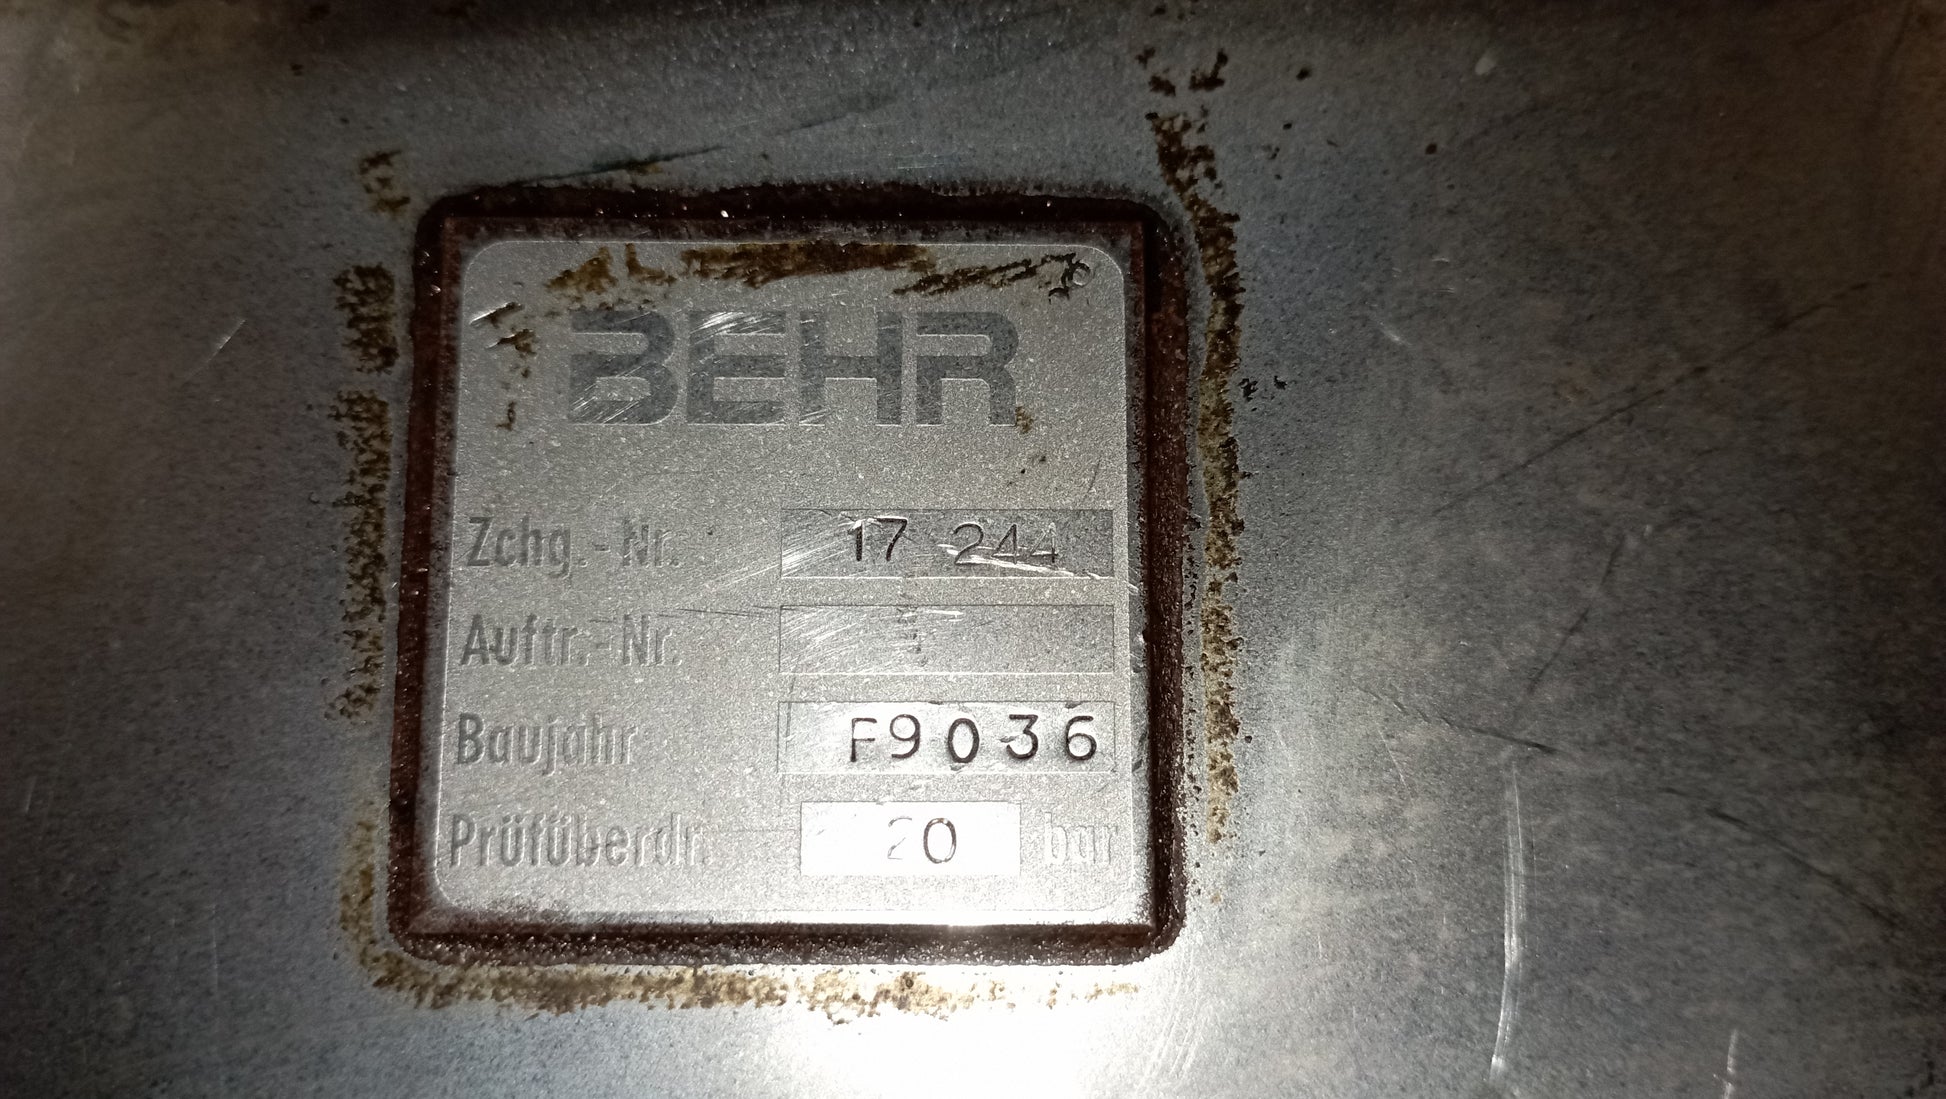 BEHR
Zchg.-Nr. 17 244
Auftr.-Nr.
Baujahr F9036
Prüfüberdr. 20 bar